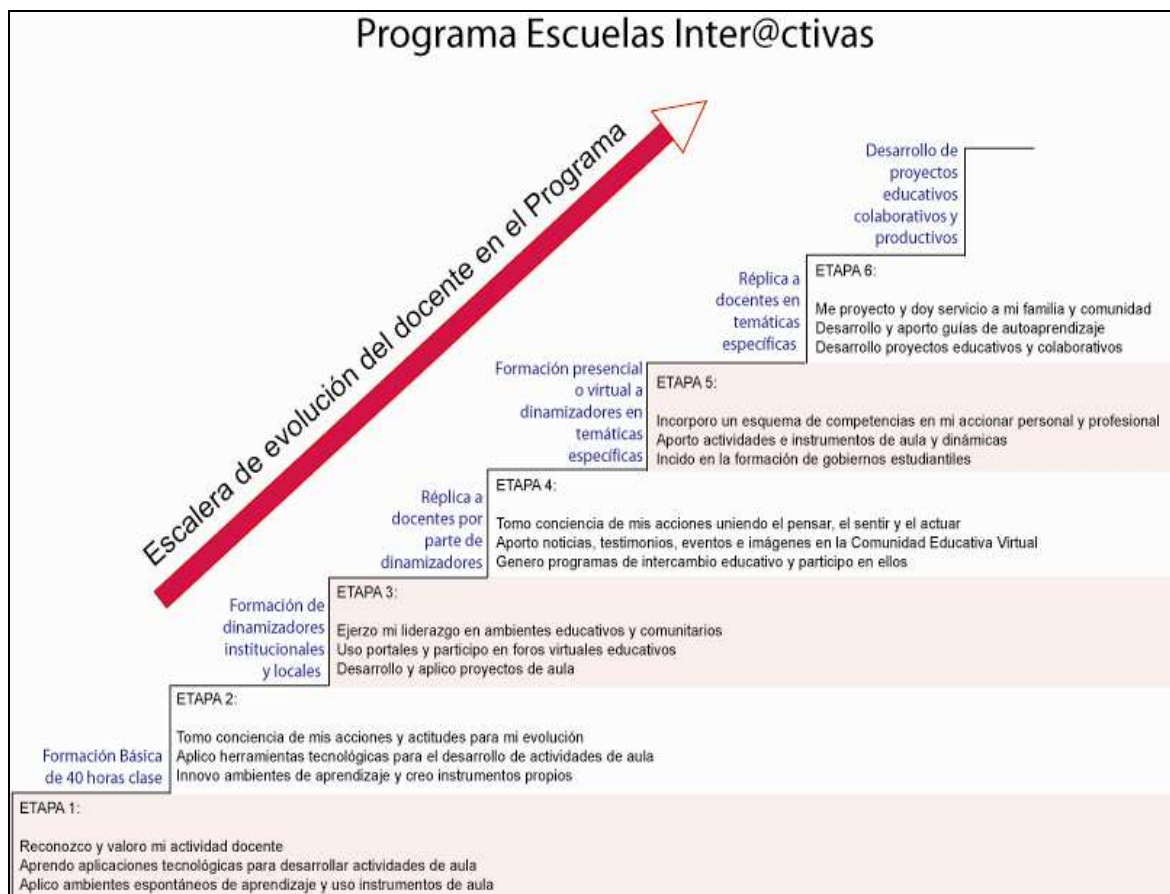 Programa Escuelas Inter@ctivas
Escalera de evolución del docente en el Programa
Desarrollo de
proyectos
educativos
colaborativos y
productivos
ETAPA 6:
Me proyecto y doy servicio a mi familia y comunidad
Desarrollo y aporto guías de autoaprendizaje
Desarrollo proyectos educativos y colaborativos
Réplica a
docentes en
temáticas
específicas
ETAPA 5:
Incorporo un esquema de competencias en mi accionar personal y profesional
Aporto actividades e instrumentos de aula y dinámicas
Incido en la formación de gobiernos estudiantiles
Formación presencial
o virtual a
dinamizadores en
temáticas
específicas
ETAPA 4:
Tomo conciencia de mis acciones uniendo el pensar, el sentir y el actuar
Aporto noticias, testimonios, eventos e imágenes en la Comunidad Educativa Virtual
Genero programas de intercambio educativo y participo en ellos
Réplica a
docentes por
parte de
dinamizadores
ETAPA 3:
Ejerzo mi liderazgo en ambientes educativos y comunitarios
Uso portales y participo en foros virtuales educativos
Desarrollo y aplico proyectos de aula
Formación de
dinamizadores
institucionales
y locales
ETAPA 2:
Tomo conciencia de mis acciones y actitudes para mi evolución
Aplico herramientas tecnológicas para el desarrollo de actividades de aula
Innovo ambientes de aprendizaje y creo instrumentos propios
Formación Básica
de 40 horas clase
ETAPA 1:
Reconozco y valoro mi actividad docente
Aprendo aplicaciones tecnológicas para desarrollar actividades de aula
Aplico ambientes espontáneos de aprendizaje y uso instrumentos de aula